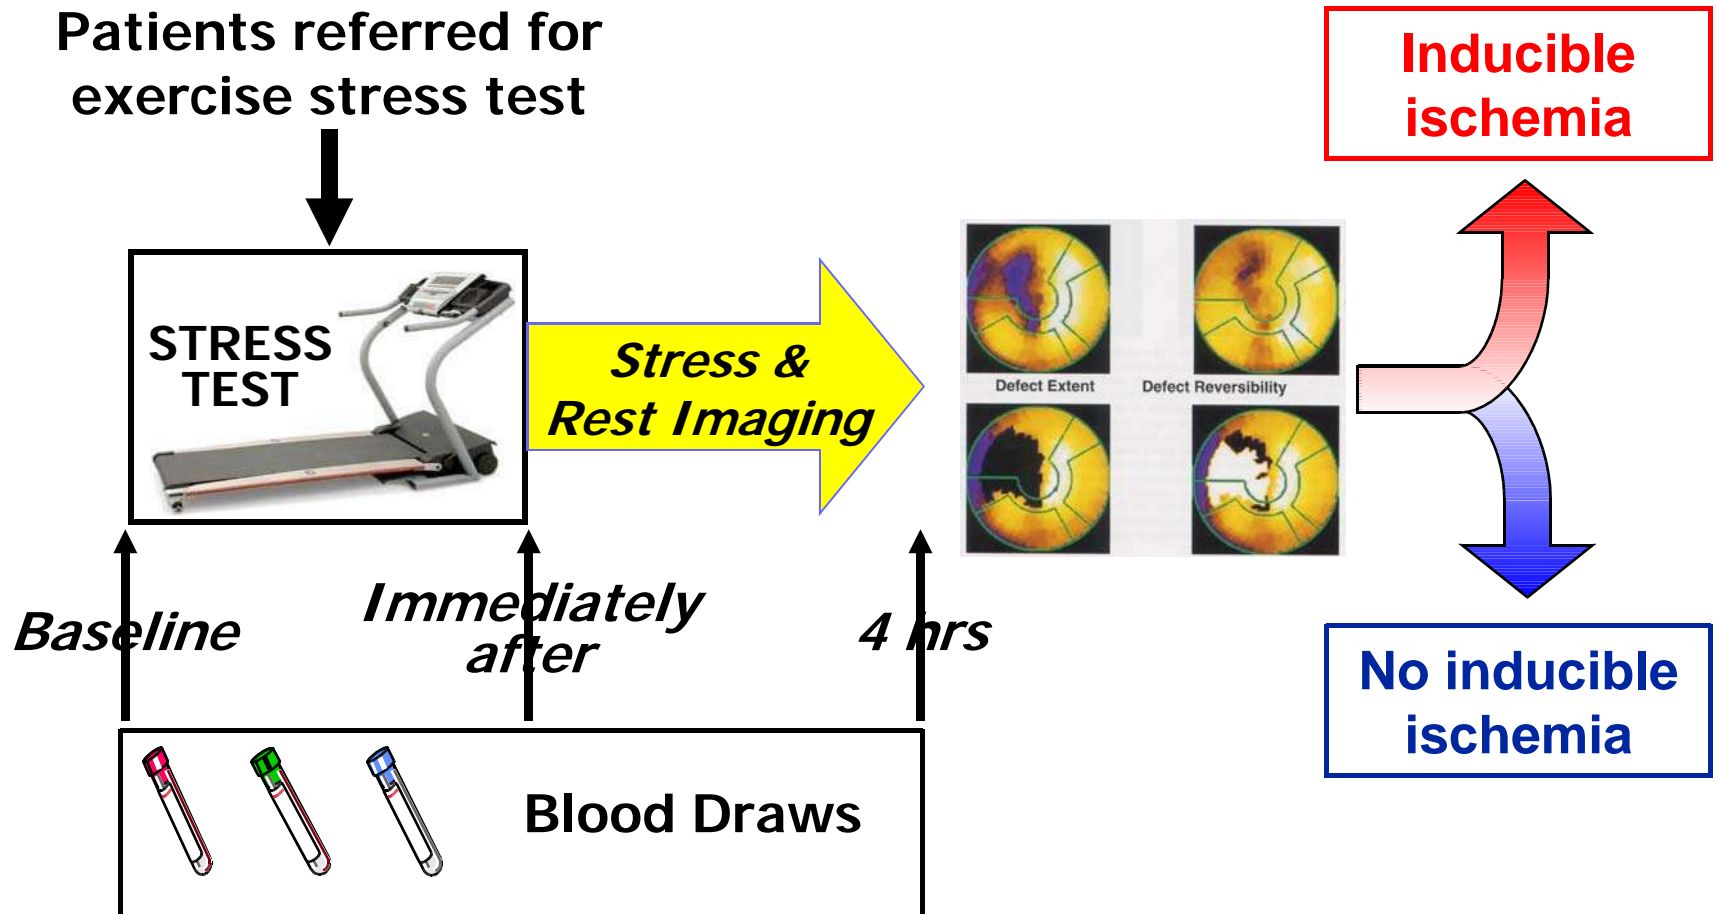 Patients referred for
exercise stress test
Inducible
ischemia
STRESS
TEST
Stress &
Rest Imaging
Defect Extent
Defect Reversibility
Baseline
Immediately
after
4 hrs
No inducible
ischemia
Blood Draws